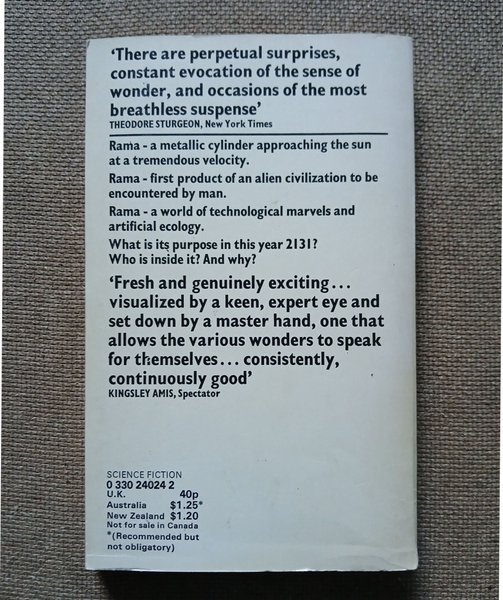 ‘There are perpetual surprises,
constant evocation of the sense of
wonder, and occasions of the most
breathless suspense’
THEODORE STURGEON, New York Times
Rama - a metallic cylinder approaching the sun
at a tremendous velocity.
Rama - first product of an alien civilization to be
encountered by man.
Rama - a world of technological marvels and
artificial ecology.
What is its purpose in this year 2131?
Who is inside it? And why?
‘Fresh and genuinely exciting...
visualized by a keen, expert eye and
set down by a master hand, one that
allows the various wonders to speak
for themselves... consistently,
continuously good’
KINGSLEY AMIS, Spectator
SCIENCE FICTION
0 330 24024 2
U.K. 40p
Australia $1.25*
New Zealand $1.20
Not for sale in Canada
*(Recommended but
not obligatory)